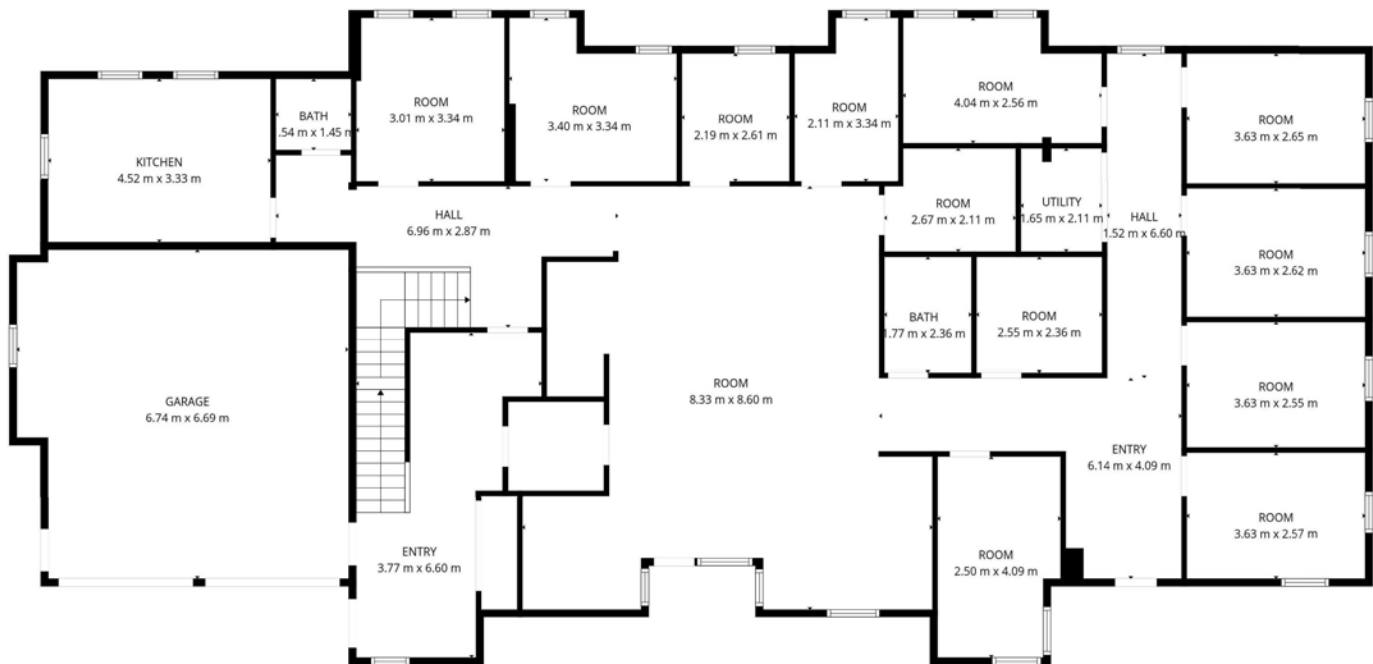 ROOM
3.01 m x 3.34 m
ROOM
3.40 m x 3.34 m
ROOM
2.19 m x 2.61 m
ROOM
2.11 m x 3.34 m
ROOM
4.04 m x 2.56 m
ROOM
3.63 m x 2.65 m
BATH
.54 m x 1.45 m
KITCHEN
4.52 m x 3.33 m
HALL
6.96 m x 2.87 m
ROOM
2.67 m x 2.11 m
UTILITY
1.65 m x 2.11 m
HALL
1.52 m x 6.60 m
ROOM
3.63 m x 2.62 m
BATH
1.77 m x 2.36 m
ROOM
2.55 m x 2.36 m
ROOM
3.63 m x 2.55 m
GARAGE
6.74 m x 6.69 m
ROOM
8.33 m x 8.60 m
ENTRY
6.14 m x 4.09 m
ROOM
3.63 m x 2.57 m
ENTRY
3.77 m x 6.60 m
ROOM
2.50 m x 4.09 m